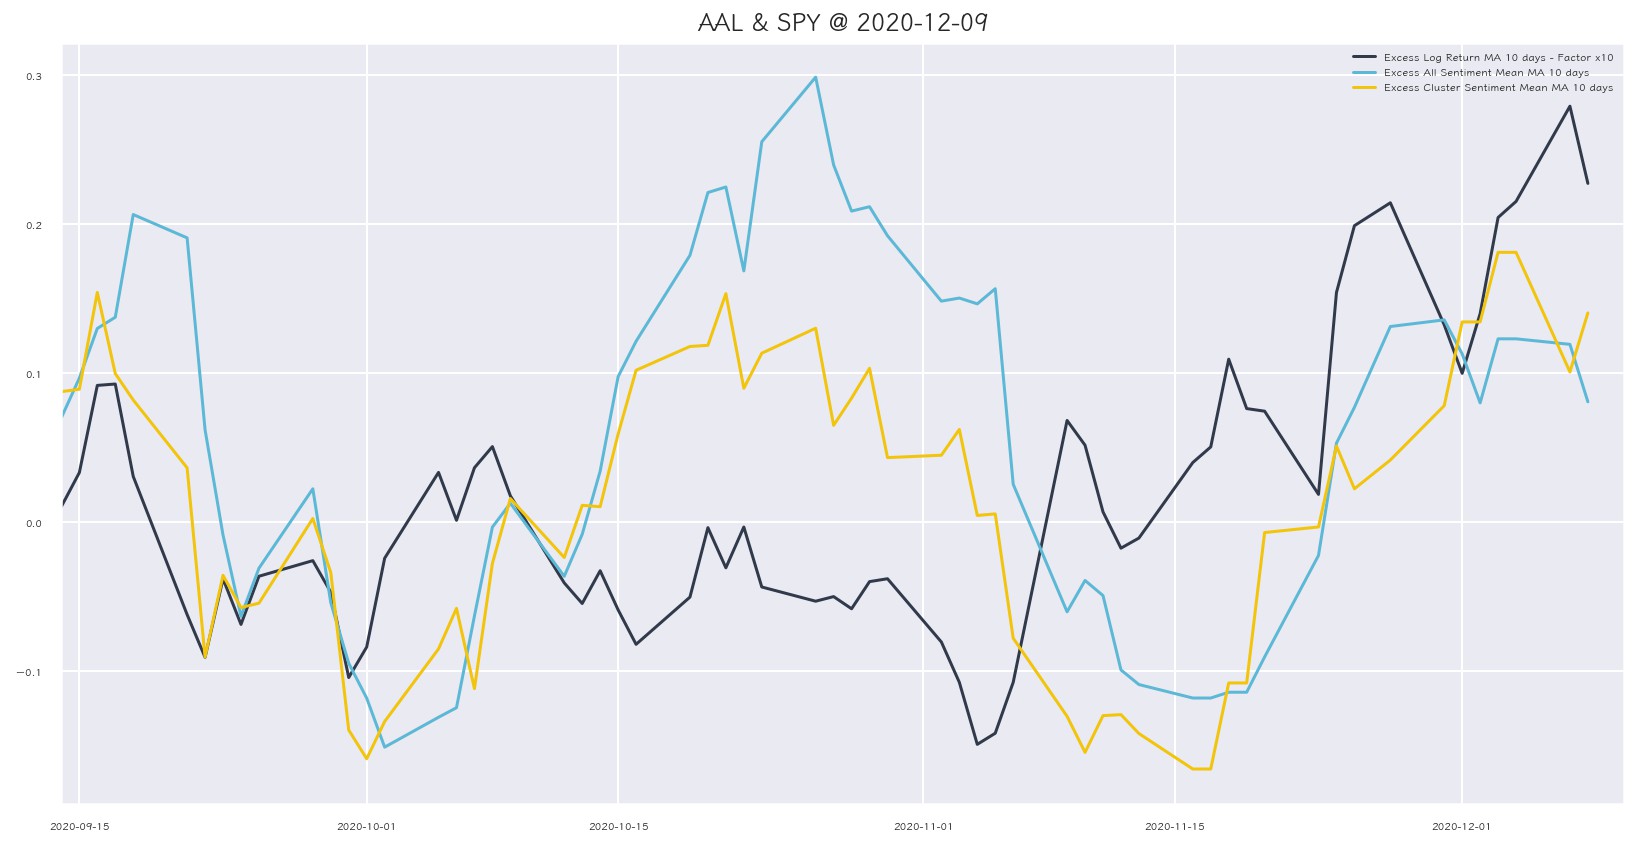 AAL & SPY @ 2020-12-09
Excess Log Return MA 10 days - Factor x10
Excess All Sentiment Mean MA 10 days
Excess Cluster Sentiment Mean MA 10 days
0.3
0.2
0.1
0.0
−0.1
2020-09-15 2020-10-01 2020-10-15 2020-11-01 2020-11-15 2020-12-01